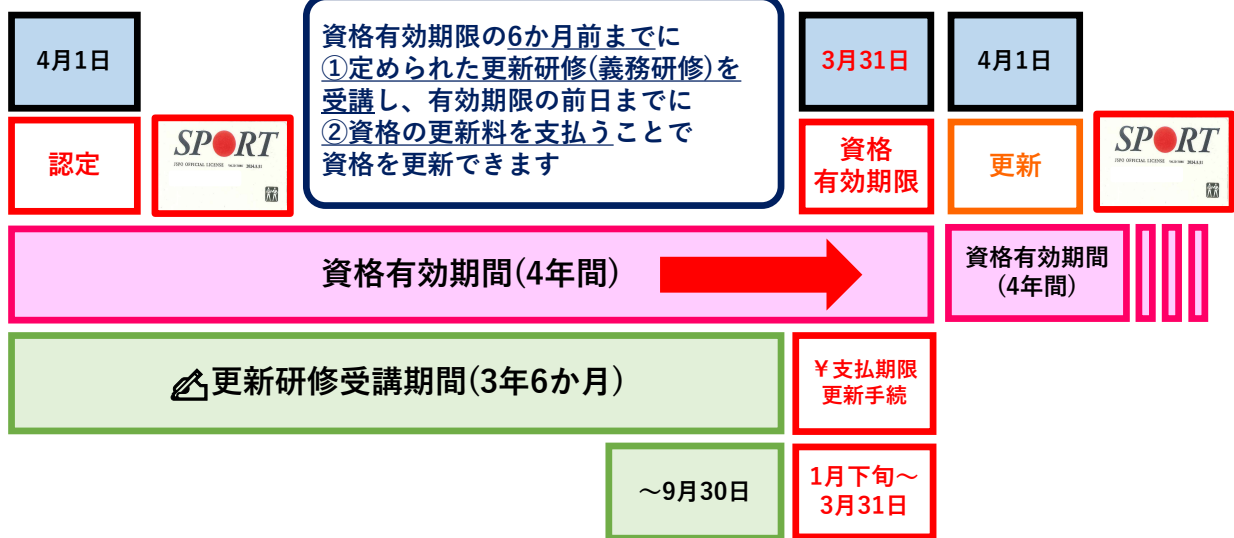 4月1日
資格有効期限の6か月前までに
①定められた更新研修(義務研修)を
受講し、有効期限の前日までに
②資格の更新料を支払うことで
資格を更新できます
3月31日
4月1日
認定
SPORT
JSPO OFFICIAL LICENSE
資格
有効期限
更新
SPORT
JSPO OFFICIAL LICENSE
資格有効期間(4年間)
資格有効期間
(4年間)
更新研修受講期間(3年6か月)
¥支払期限
更新手続
～9月30日
1月下旬～
3月31日